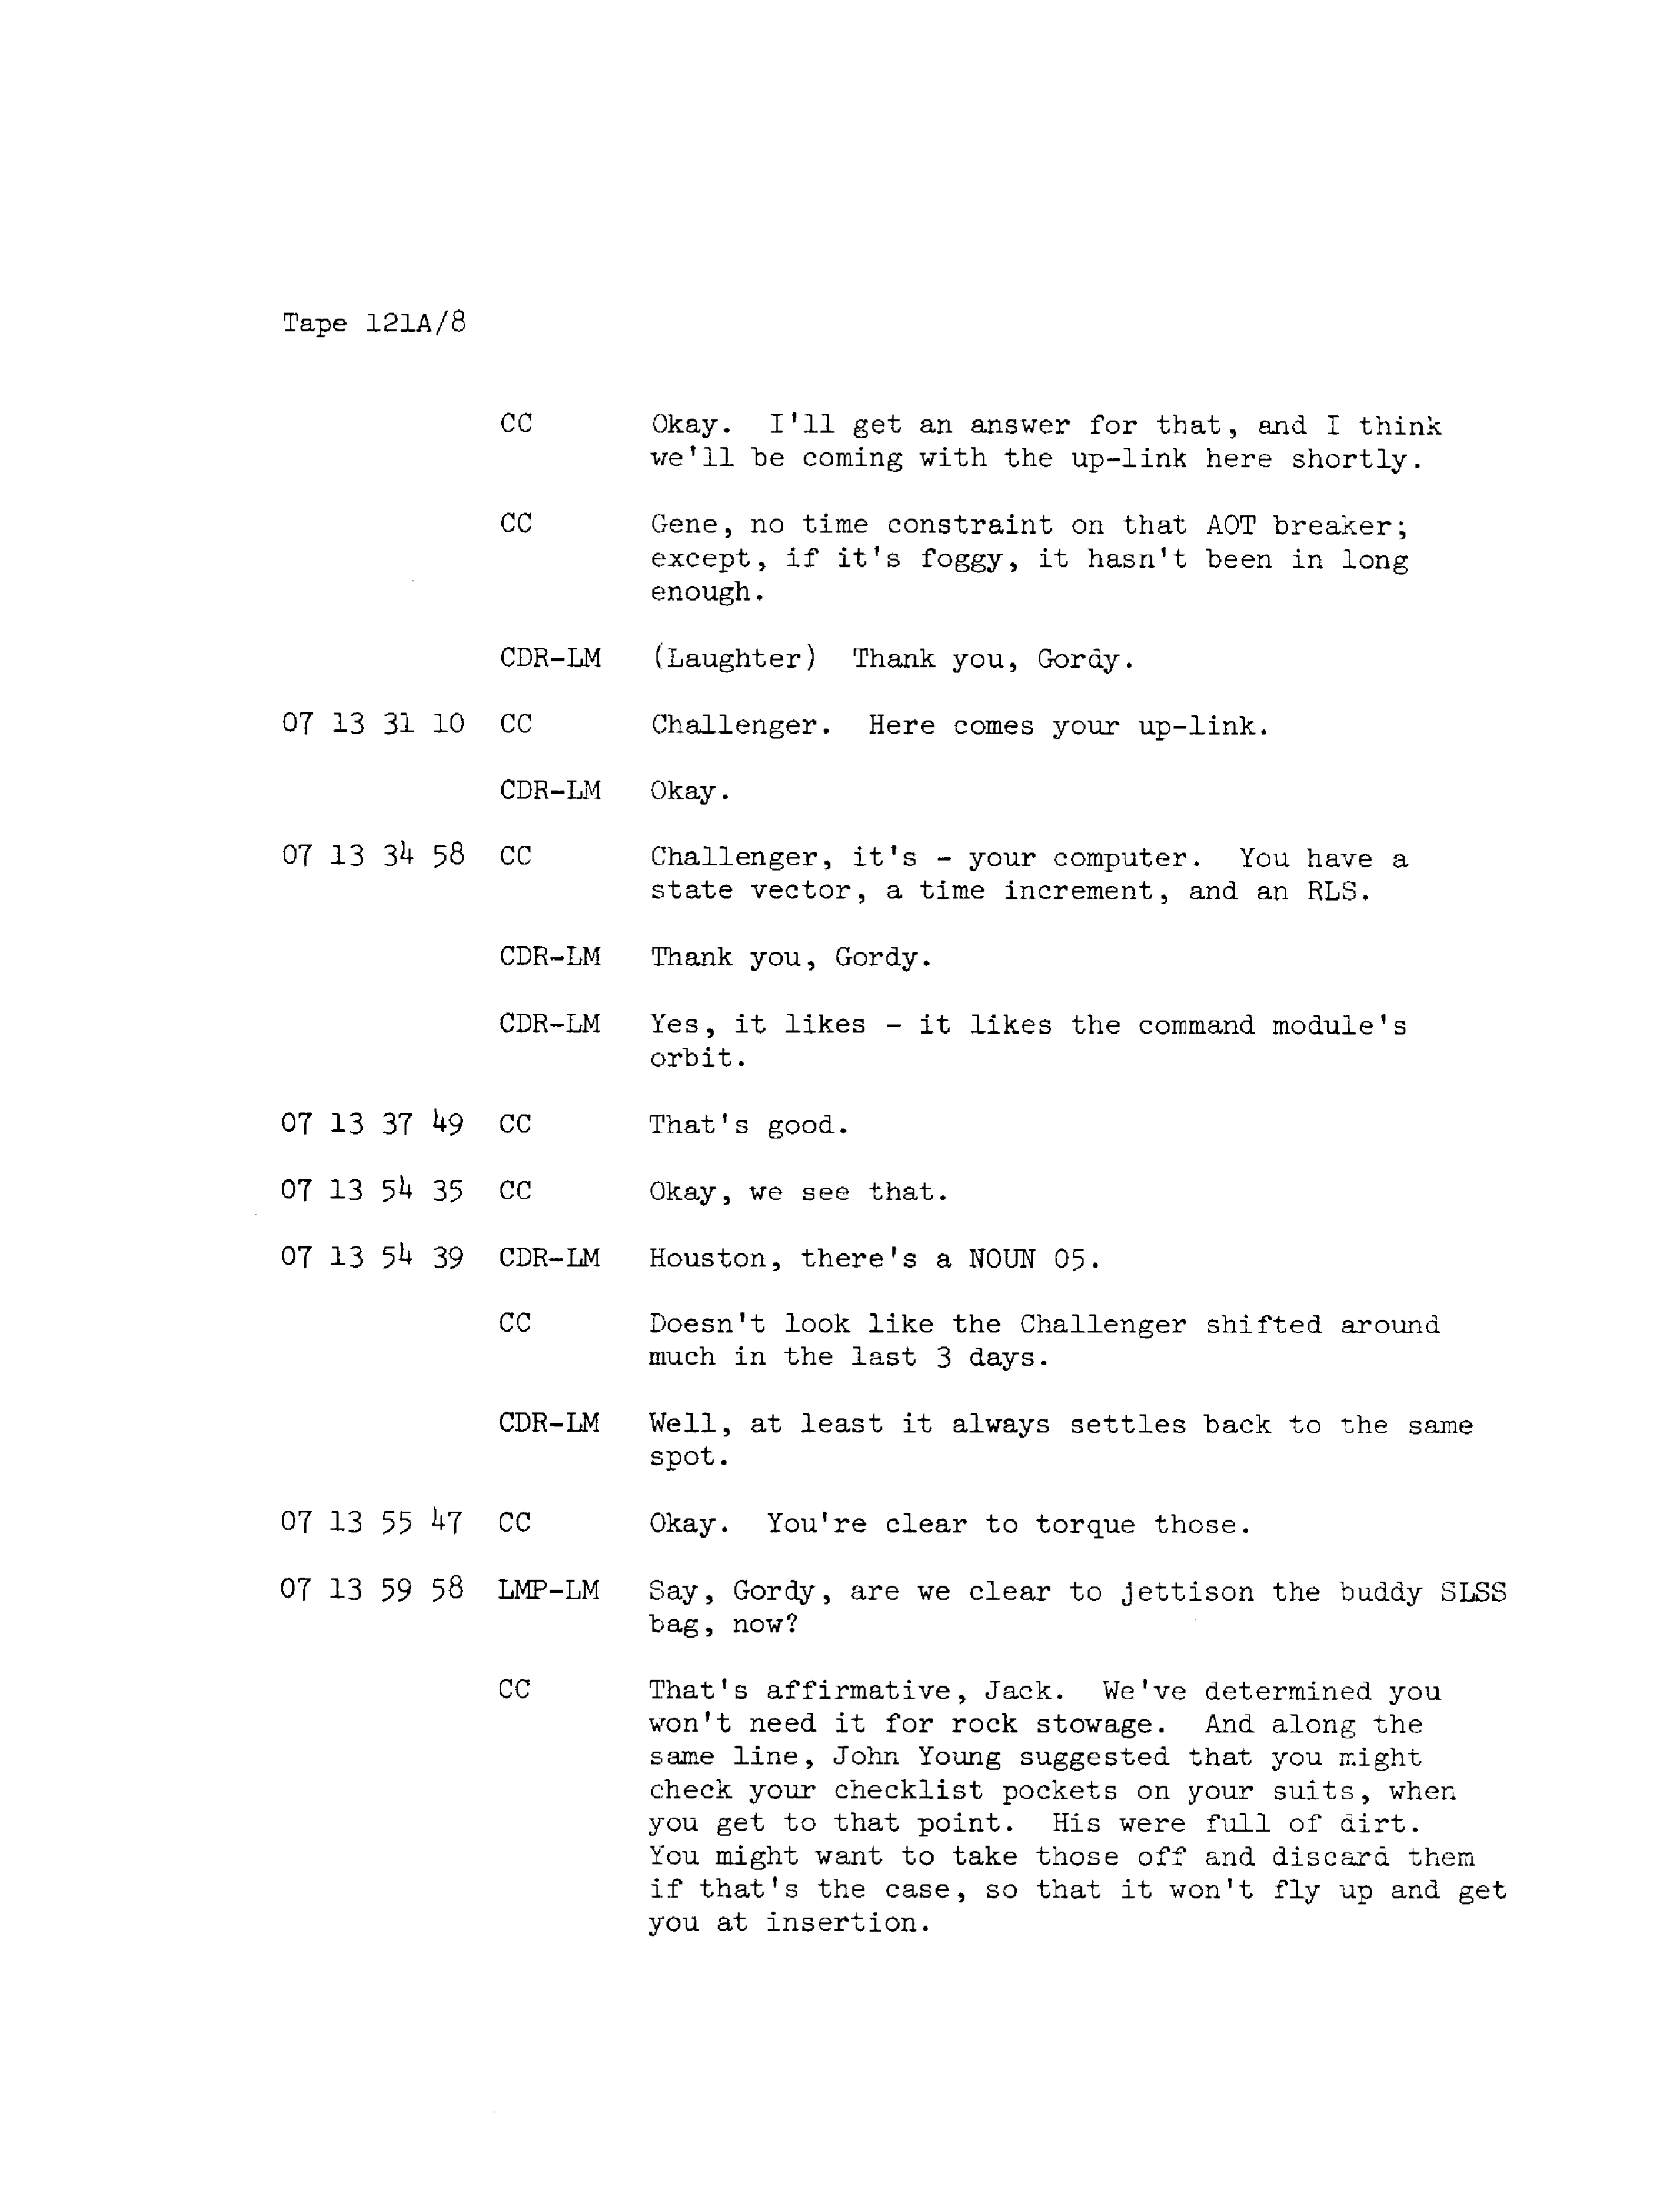 Tape 121A/8
CC Okay. I'll get an answer for that, and I think
we'll be coming with the up-link here shortly.
CC Gene, no time constraint on that AOT breaker;
except, if it's foggy, it hasn't been in long
enough.
CDR-LM (Laughter) Thank you, Gordy.
07 13 31 10 CC Challenger. Here comes your up-link.
CDR-LM Okay.
07 13 34 58 CC Challenger, it's - your computer. You have a
state vector, a time increment, and an RLS.
CDR-LM Thank you, Gordy.
CDR-LM Yes, it likes - it likes the command module's
orbit.
07 13 37 49 CC That's good.
07 13 54 35 CC Okay, we see that.
07 13 54 39 CDR-LM Houston, there's a NOUN 05.
CC Doesn't look like the Challenger shifted around
much in the last 3 days.
CDR-LM Well, at least it always settles back to the same
spot.
07 13 55 47 CC Okay. You're clear to torque those.
07 13 59 58 LMP-LM Say, Gordy, are we clear to jettison the buddy SLSS
bag, now?
CC That's affirmative, Jack. We've determined you
won't need it for rock stowage. And along the
same line, John Young suggested that you might
check your checklist pockets on your suits, when
you get to that point. His were full of dirt.
You might want to take those off and discard them
if that's the case, so that it won't fly up and get
you at insertion.